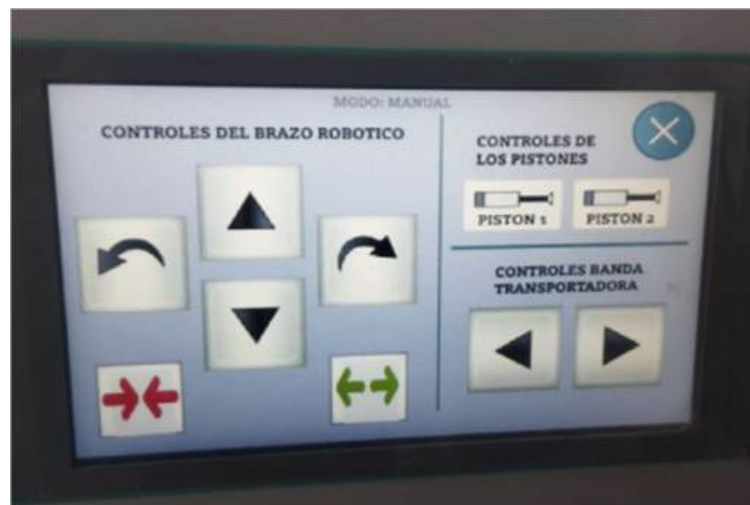 MODO: MANUAL
CONTROLES DEL BRAZO ROBOTICO
CONTROLES DE
LOS PISTONES
PISTON 1
PISTON 2
CONTROLES BANDA
TRANSPORTADORA